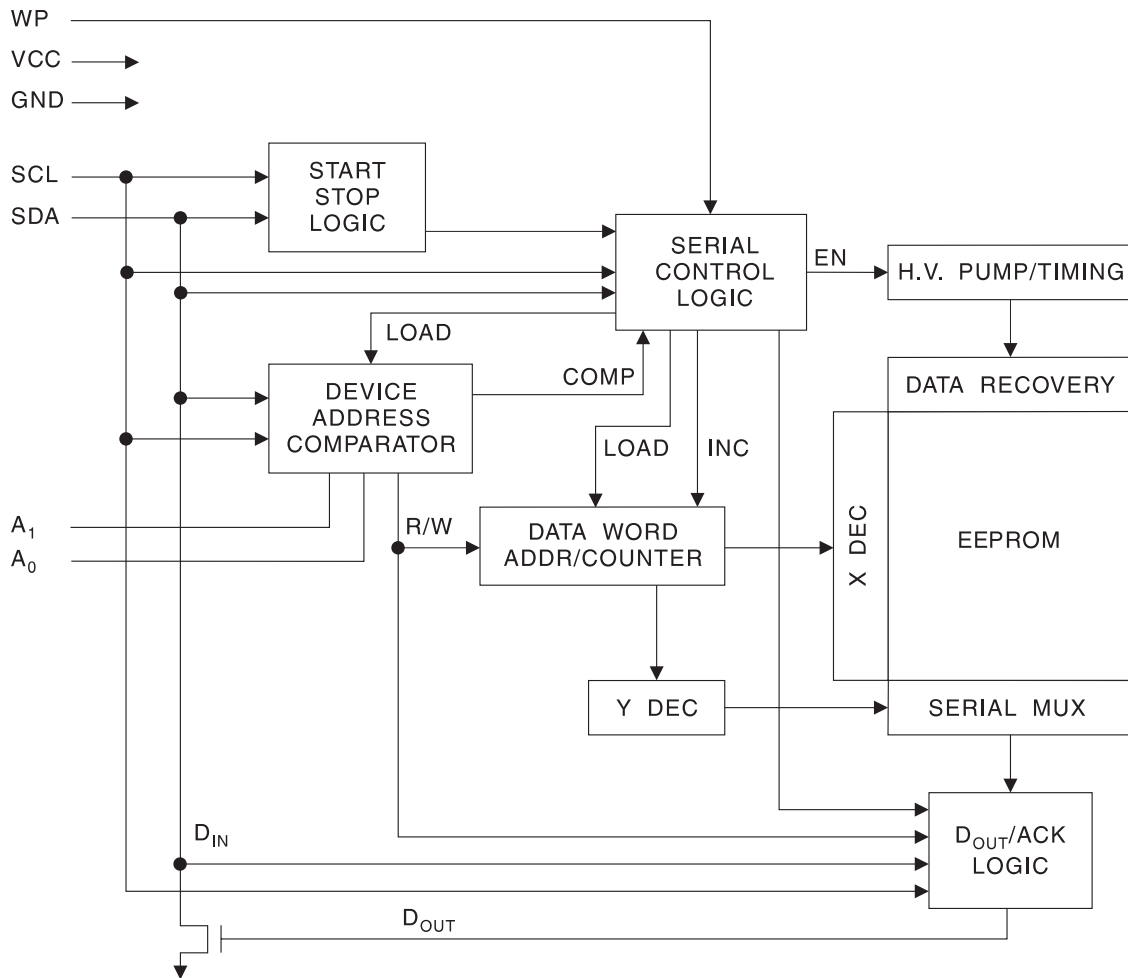 WP
VCC
GND
SCL
SDA
START
STOP
LOGIC
SERIAL
CONTROL
LOGIC
EN
H.V. PUMP/TIMING
LOAD
COMP
DATA RECOVERY
DEVICE
ADDRESS
COMPARATOR
LOAD
INC
A1
A0
R/W
DATA WORD
ADDR/COUNTER
X DEC
EEPROM
Y DEC
SERIAL MUX
DIN
DOUT/ACK
LOGIC
DOUT